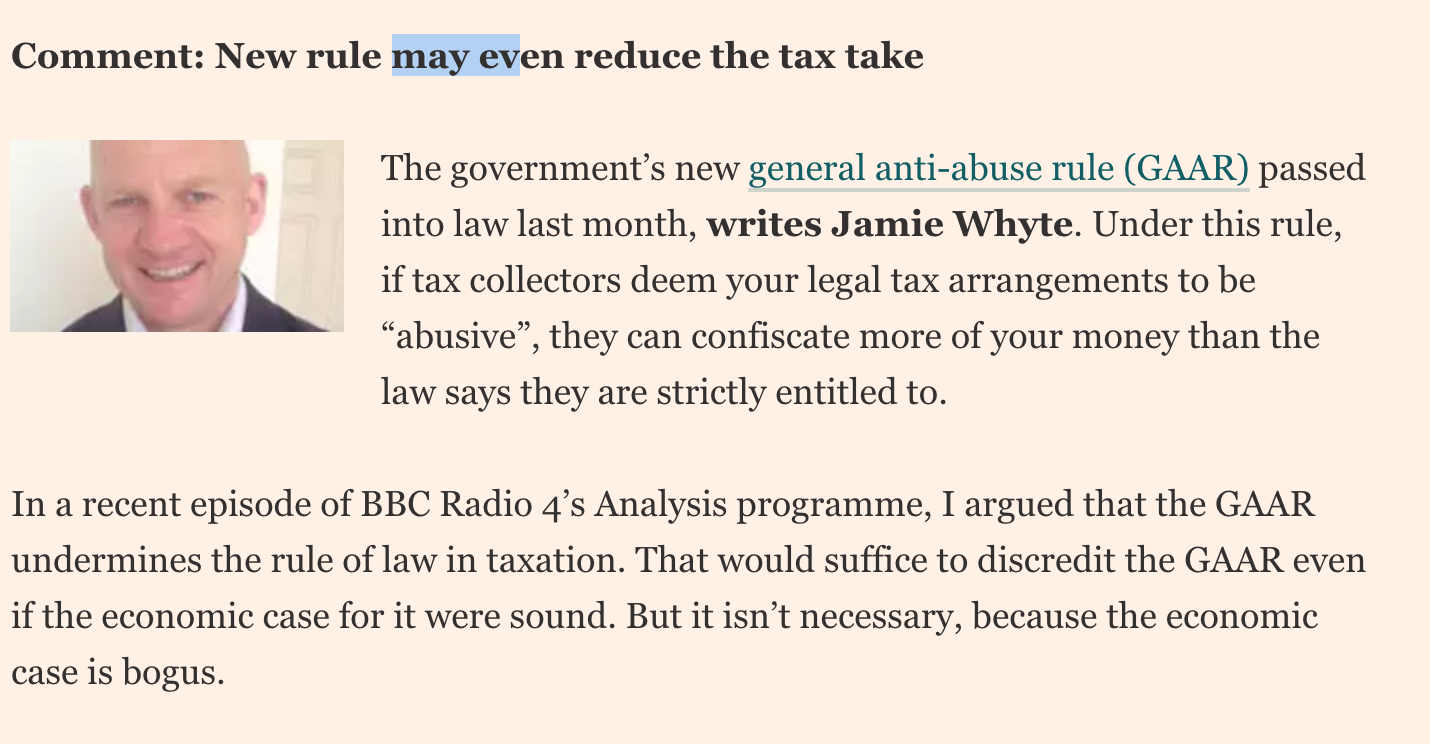 Comment: New rule may even reduce the tax take
The government’s new general anti-abuse rule (GAAR) passed
into law last month, writes Jamie Whyte. Under this rule,
if tax collectors deem your legal tax arrangements to be
“abusive”, they can confiscate more of your money than the
law says they are strictly entitled to.
In a recent episode of BBC Radio 4’s Analysis programme, I argued that the GAAR
undermines the rule of law in taxation. That would suffice to discredit the GAAR even
if the economic case for it were sound. But it isn’t necessary, because the economic
case is bogus.